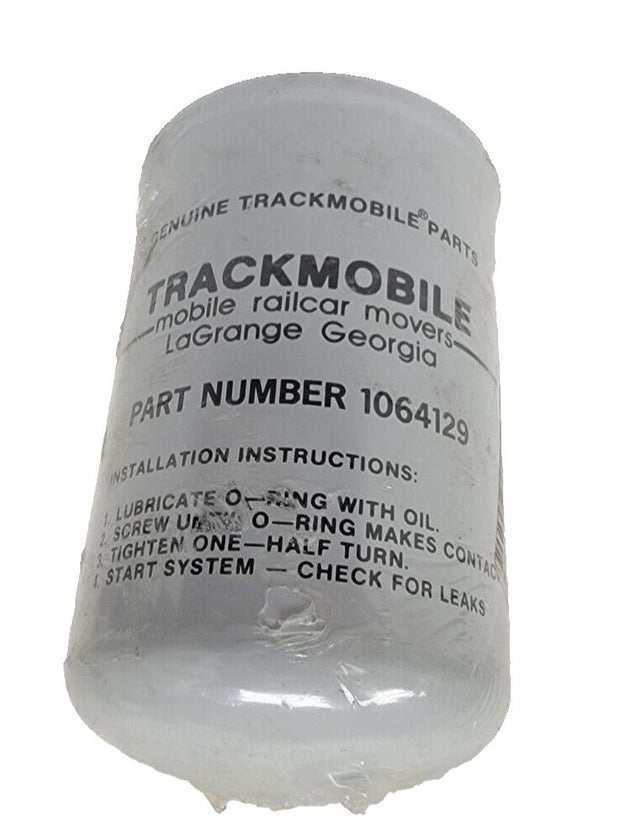 GENUINE TRACKMOBILE® PARTS
TRACKMOBILE
mobile railcar movers
LaGrange Georgia
PART NUMBER 1064129
INSTALLATION INSTRUCTIONS:
1. LUBRICATE O—RING WITH OIL.
2. SCREW O—RING MAKES CONTAC
3. TIGHTEN ONE—HALF TURN.
4. START SYSTEM — CHECK FOR LEAKS